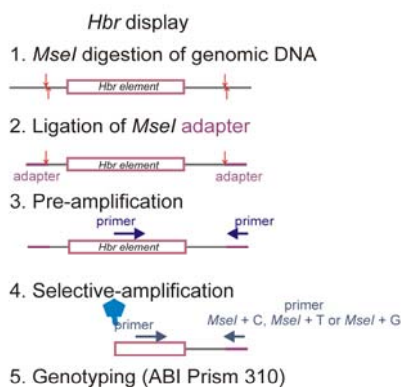 Hbr display
1. MseI digestion of genomic DNA
Hbr element
2. Ligation of MseI adapter
Hbr element
adapter adapter
3. Pre-amplification
primer primer
Hbr element
4. Selective-amplification
primer
primer MseI + C, MseI + T or MseI + G
5. Genotyping (ABI Prism 310)